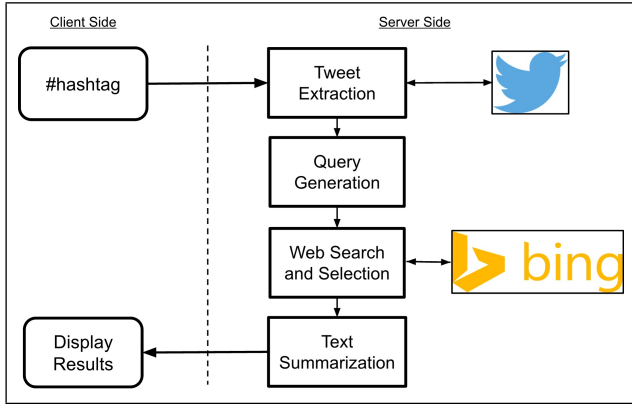 Client Side
Server Side
#hashtag
Tweet
Extraction
Query
Generation
Web Search
and Selection
bing
Display
Results
Text
Summarization